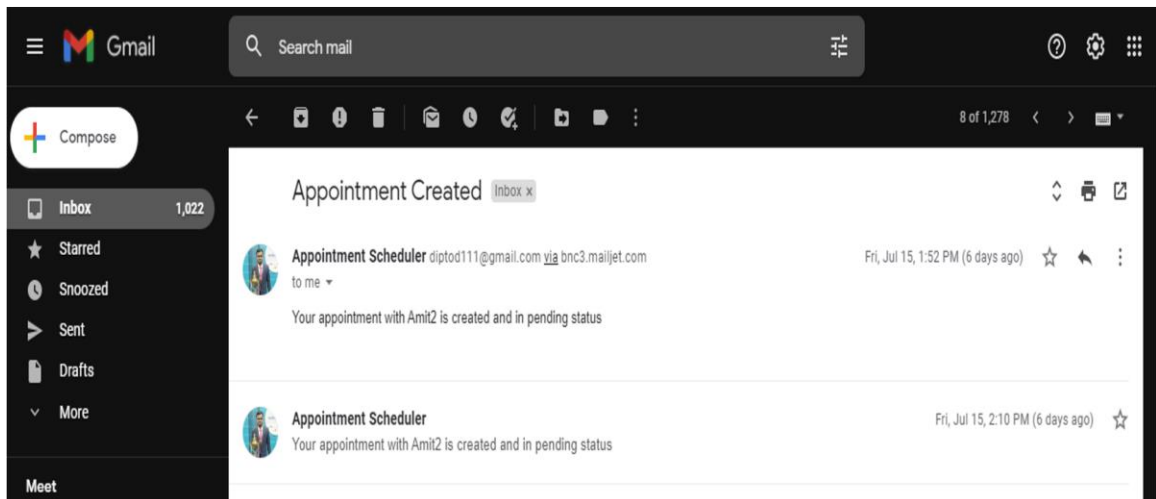 Gmail
Search mail
Compose
8 of 1,278
Inbox 1,022
Starred
Snoozed
Sent
Drafts
More
Meet
Appointment Created Inbox x
Appointment Scheduler diptod111@gmail.com via bnc3.mailjet.com Fri, Jul 15, 1:52 PM (6 days ago)
to me
Your appointment with Amit2 is created and in pending status
Appointment Scheduler Fri, Jul 15, 2:10 PM (6 days ago)
Your appointment with Amit2 is created and in pending status